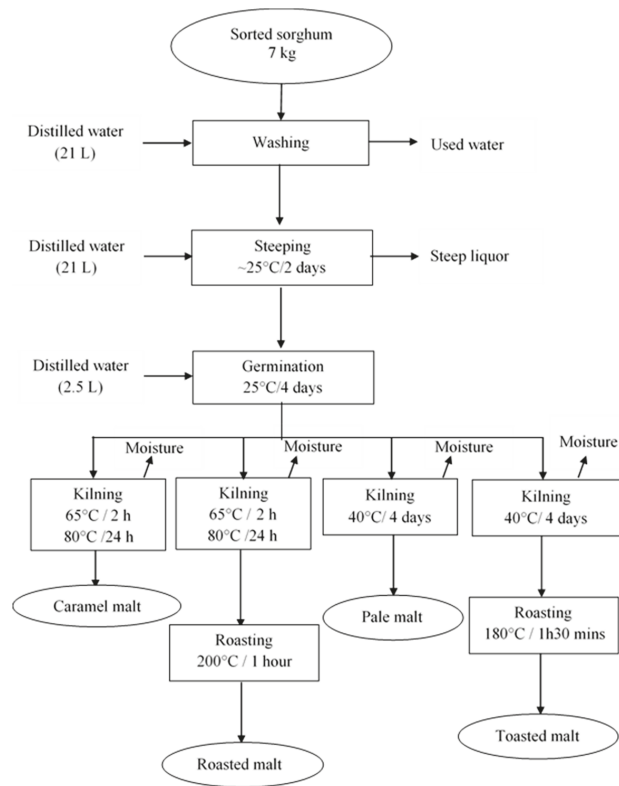 Sorted sorghum
7 kg
Distilled water
(21 L)
Washing
Used water
Distilled water
(21 L)
Steeping
~25°C/2 days
Steep liquor
Distilled water
(2.5 L)
Germination
25°C/4 days
Moisture
Moisture
Moisture
Moisture
Kilning
65°C / 2 h
80°C /24 h
Kilning
65°C / 2 h
80°C /24 h
Kilning
40°C/ 4 days
Kilning
40°C/ 4 days
Caramel malt
Pale malt
Roasting
200°C / 1 hour
Roasting
180°C / 1h30 mins
Roasted malt
Toasted malt